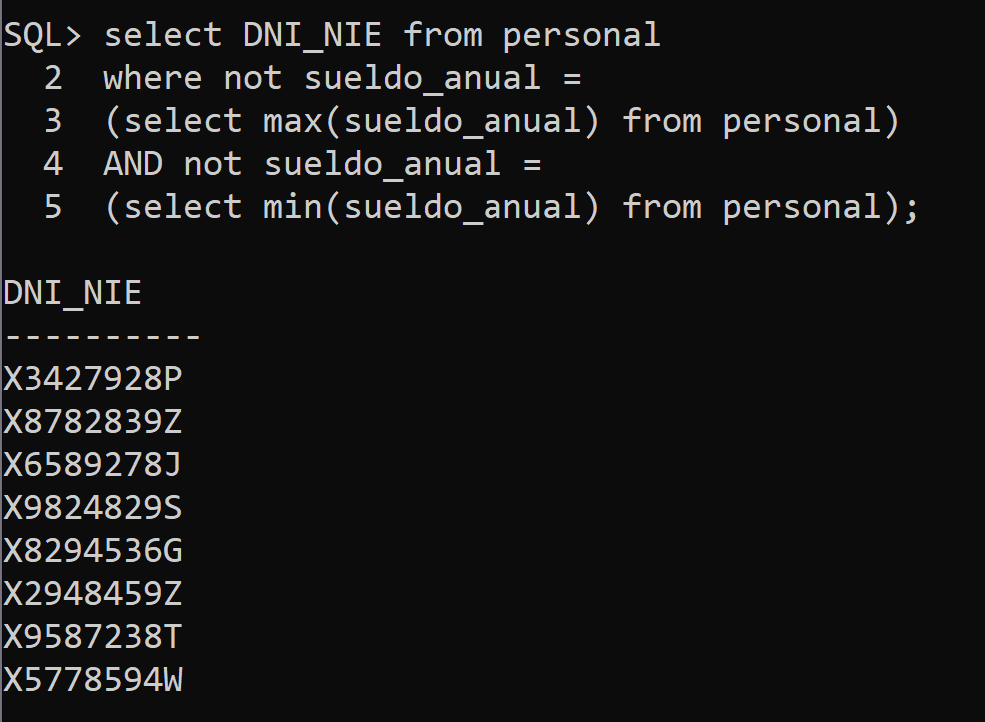 SQL> select DNI_NIE from personal
2 where not sueldo_anual =
3 (select max(sueldo_anual) from personal)
4 AND not sueldo_anual =
5 (select min(sueldo_anual) from personal);
DNI_NIE
----------
X3427928P
X8782839Z
X6589278J
X9824829S
X8294536G
X2948459Z
X9587238T
X5778594W